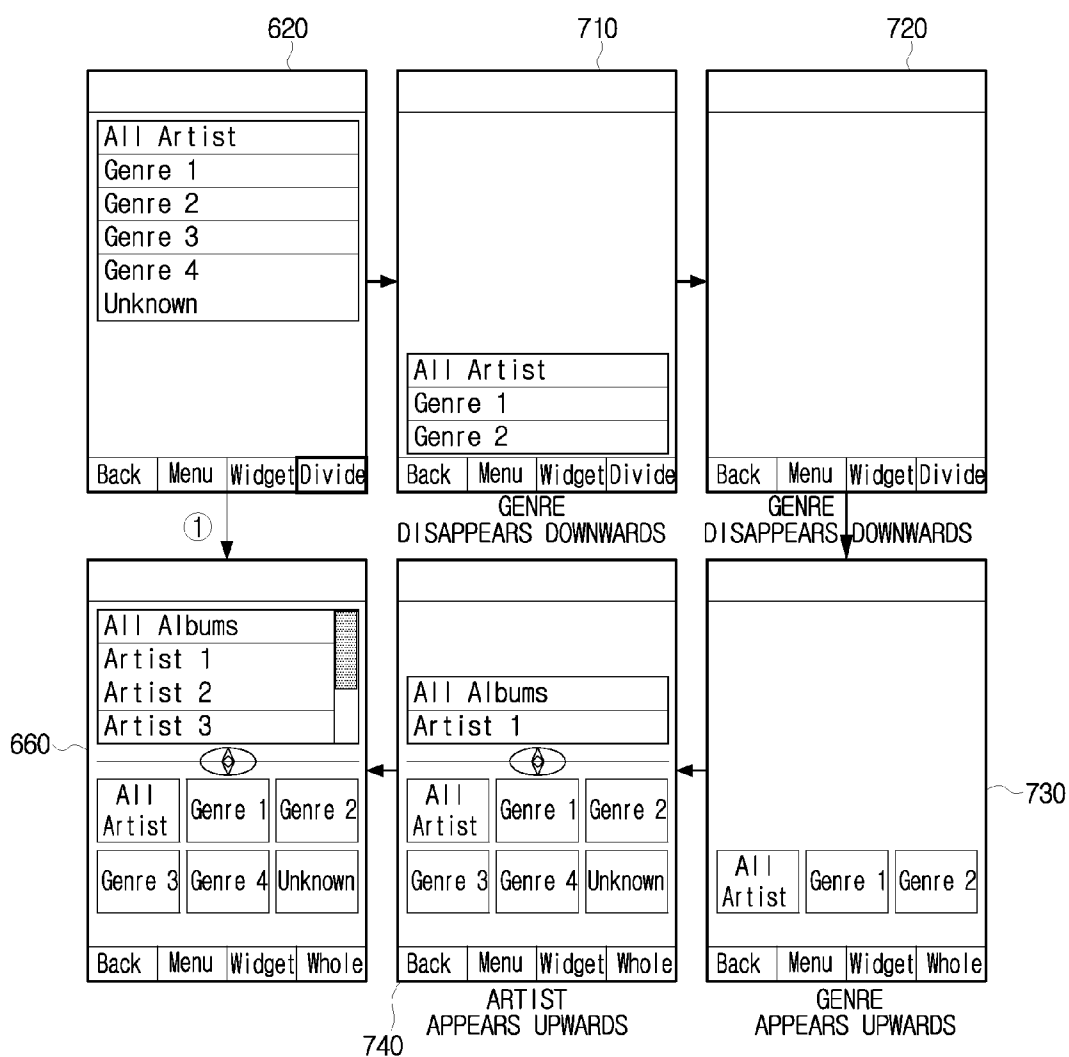 620
710
720
All Artist
Genre 1
Genre 2
Genre 3
Genre 4
Unknown
Back Menu Widget Divide
All Artist
Genre 1
Genre 2
Back Menu Widget Divide
GENRE
DISAPPEARS DOWNWARDS
Back Menu Widget Divide
GENRE
DISAPPEARS DOWNWARDS
①
All Albums
Artist 1
Artist 2
Artist 3
All
Artist
Genre 1
Genre 2
Genre 3
Genre 4
Unknown
Back Menu Widget Whole
660
All Albums
Artist 1
All
Artist
Genre 1
Genre 2
Genre 3
Genre 4
Unknown
Back Menu Widget Whole
ARTIST
APPEARS UPWARDS
740
All
Artist
Genre 1
Genre 2
Back Menu Widget Whole
GENRE
APPEARS UPWARDS
730